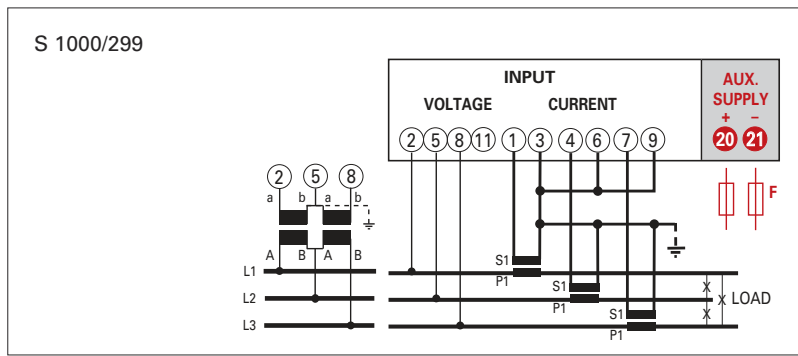 S 1000/299
INPUT
AUX. SUPPLY
VOLTAGE CURRENT
+ −
2 5 8 11 1 3 4 6 7 9 20 21
2 5 8
a b a b
F
A B A B
L1
L2
L3
S1
P1
S1
P1
S1
P1
X
X
X
LOAD